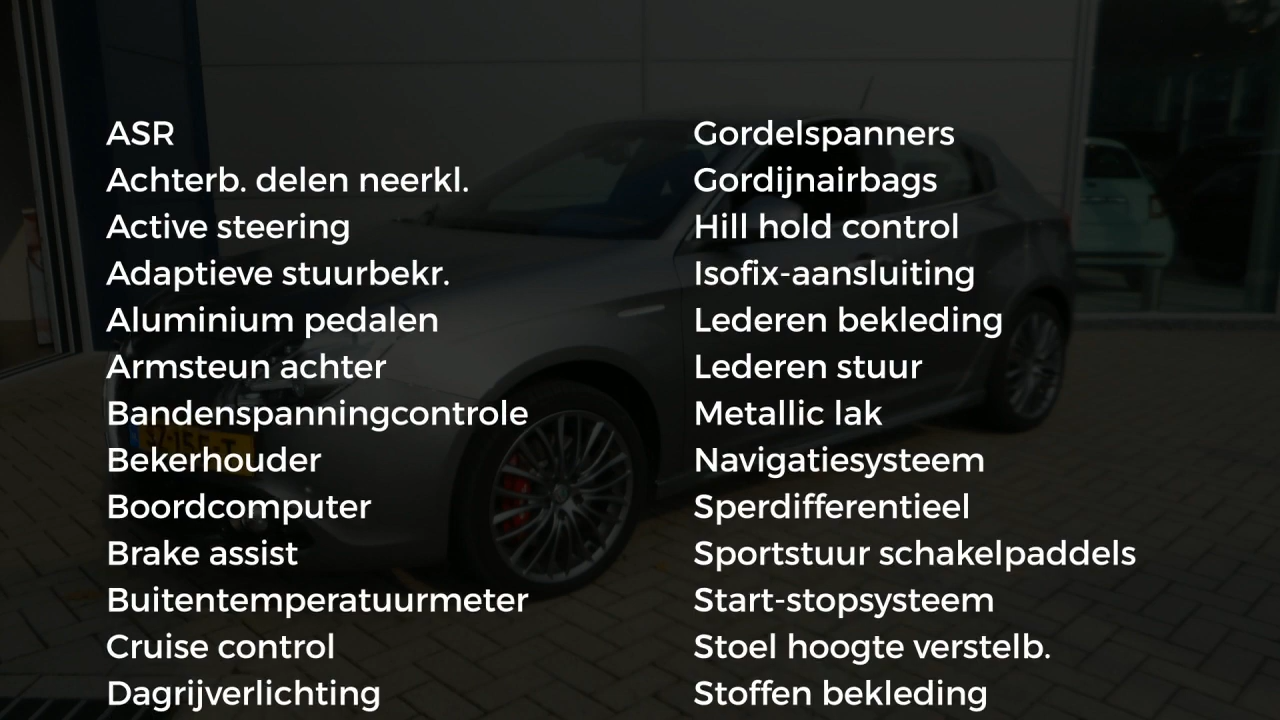 ASR
Achterb. delen neerkl.
Active steering
Adaptieve stuurbekr.
Aluminium pedalen
Armsteun achter
Bandenspanningcontrole
Bekerhouder
Boordcomputer
Brake assist
Buitentemperatuurmeter
Cruise control
Dagrijverlichting
Gordelspanners
Gordijnairbags
Hill hold control
Isofix-aansluiting
Lederen bekleding
Lederen stuur
Metallic lak
Navigatiesysteem
Sperdifferentieel
Sportstuur schakelpaddels
Start-stopsysteem
Stoel hoogte verstelb.
Stoffen bekleding